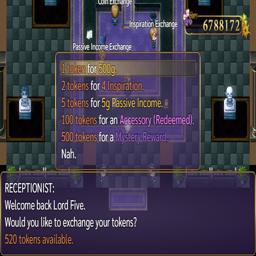 Coin Exchange
Inspiration Exchange
6788172
Passive Income Exchange
1 token for 500g.
2 tokens for 4 Inspiration.
5 tokens for 5g Passive Income.
100 tokens for an Accessory (Redeemed).
500 tokens for a Mystery Reward.
Nah.
RECEPTIONIST:
Welcome back Lord Five.
Would you like to exchange your tokens?
520 tokens available.